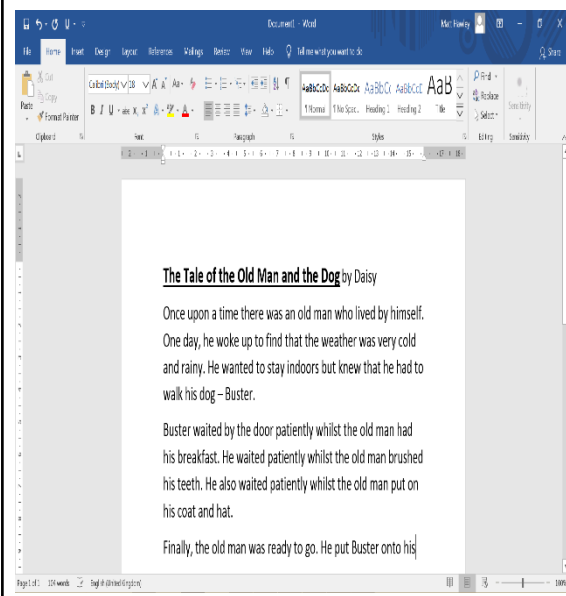 Document1 - Word
Matt Hawley
File Home Insert Design Layout References Mailings Review View Help Tell me what you want to do
Share
Cut
Copy
Paste
Format Painter
Calibri (Body) 18
AaBbCcDc AaBbCcDc AaBbCc AaBbCcC AaB
¶ Normal ¶ No Spac... Heading 1 Heading 2 Title
Find
Replace
Select
Sensitivity
Clipboard Font Paragraph Styles Editing Sensitivity
The Tale of the Old Man and the Dog by Daisy
Once upon a time there was an old man who lived by himself.
One day, he woke up to find that the weather was very cold
and rainy. He wanted to stay indoors but knew that he had to
walk his dog – Buster.
Buster waited by the door patiently whilst the old man had
his breakfast. He waited patiently whilst the old man brushed
his teeth. He also waited patiently whilst the old man put on
his coat and hat.
Finally, the old man was ready to go. He put Buster onto his
Page 1 of 1 104 words English (United Kingdom)
100%